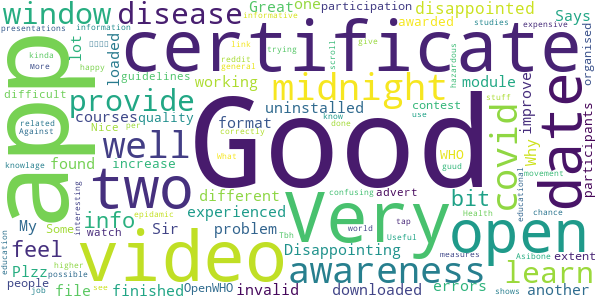 window disease Great one participation disappointed informative
presentations information awarded studies expensive
kinda More happy lot loaded guidelines link reddit general trying scroll give hazardous Says organised
app certificate date
difficult provide midnight working module improve
related Against courses quality uninstalled contest use participants
Nice per format know done WHO stuff Why
knowlage found increase correctly What guud covid educational movement
well Good
two different advert
info experienced Very open
interesting My Some Sir problem epidemic confusing Health chance
education feel watch Tbh world tap Useful measures Asibone extent
video Disappointing awareness learn
Plzz higher possible people job file see finished OpenWHO invalid downloaded errors shows another